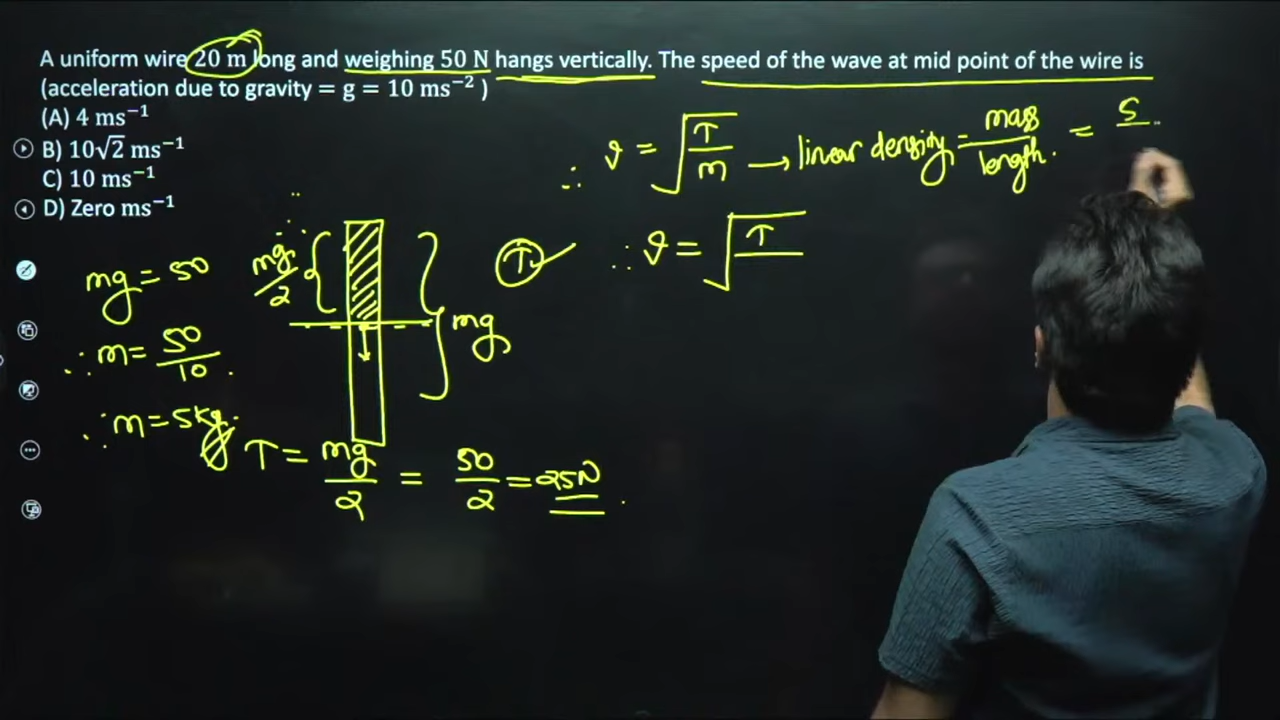 A uniform wire 20 m long and weighing 50 N hangs vertically. The speed of the wave at mid point of the wire is
(acceleration due to gravity = g = 10 ms⁻² )
(A) 4 ms⁻¹
B) 10√2 ms⁻¹
C) 10 ms⁻¹
D) Zero ms⁻¹
∴ v = √(T/m) → linear density = mass/length. = 5
mg = 50
mg/2
T
∴ v = √T
mg
∴ m = 50/10.
∴ m = 5kg.
T = mg/2 = 50/2 = 25N